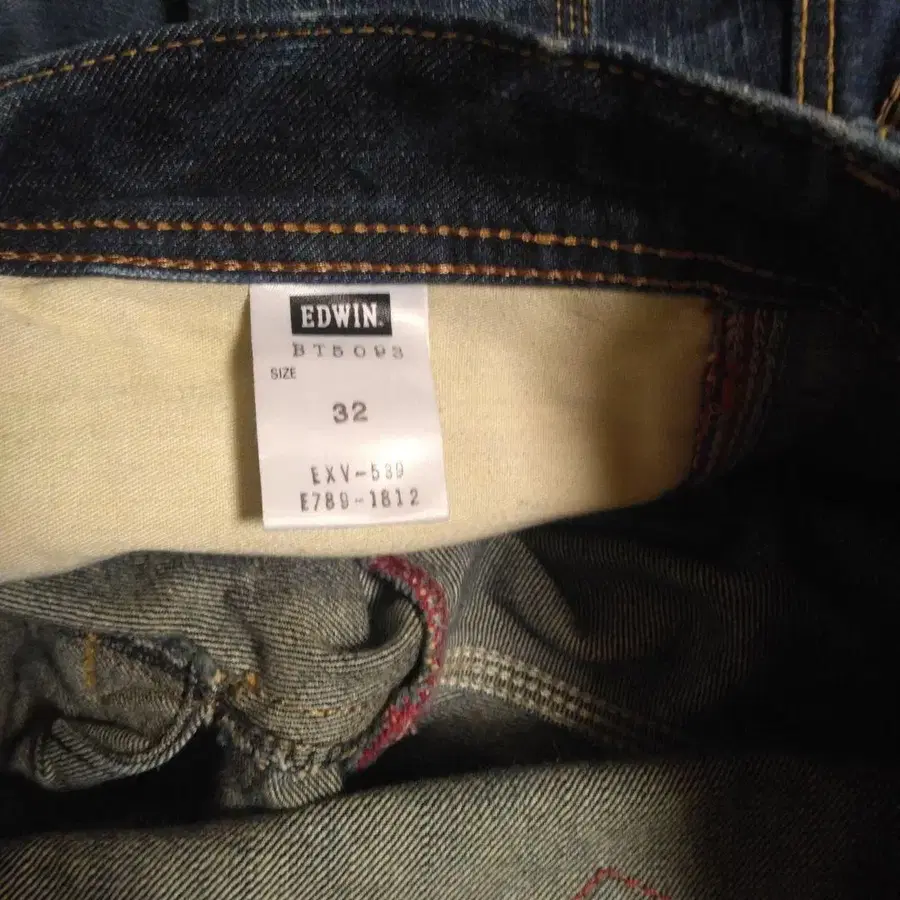 EDWIN.
BT5093
SIZE
32
EXV-539
E789-1812